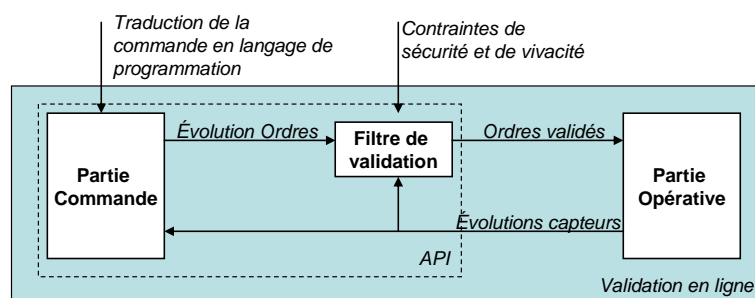 Traduction de la
commande en langage de
programmation
Contraintes de
sécurité et de vivacité
Évolution Ordres
Filtre de
validation
Ordres validés
Partie
Commande
Partie
Opérative
Évolutions capteurs
API
Validation en ligne